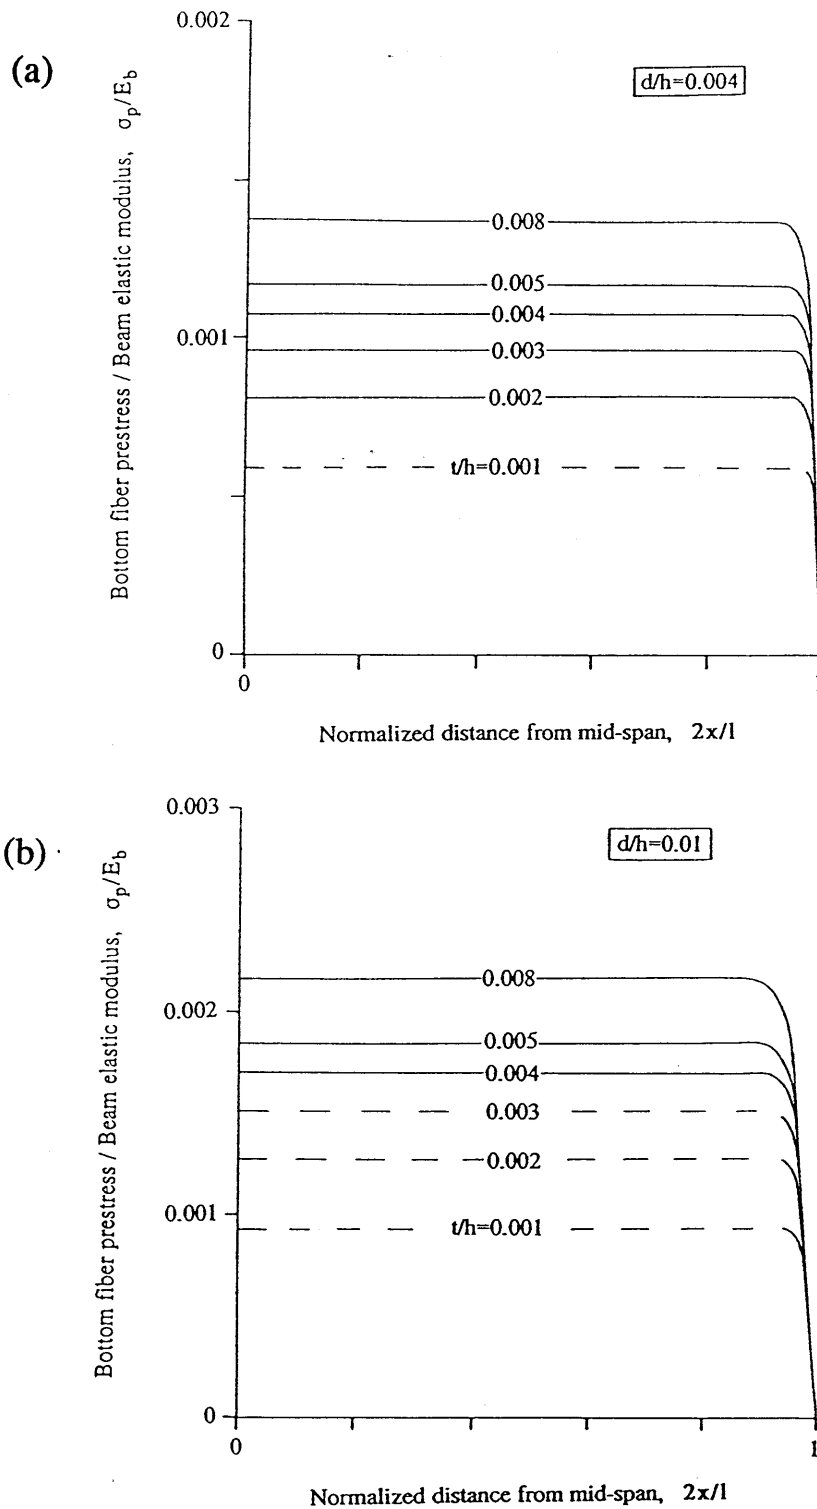 (a)
0.002
d/h=0.004
Bottom fiber prestress / Beam elastic modulus, σp/Eb
0.008
0.005
0.004
0.001
0.003
0.002
t/h=0.001
0
0
Normalized distance from mid-span, 2x/l
(b)
0.003
d/h=0.01
Bottom fiber prestress / Beam elastic modulus, σp/Eb
0.008
0.002
0.005
0.004
0.003
0.002
0.001
t/h=0.001
0
0
1
Normalized distance from mid-span, 2x/l